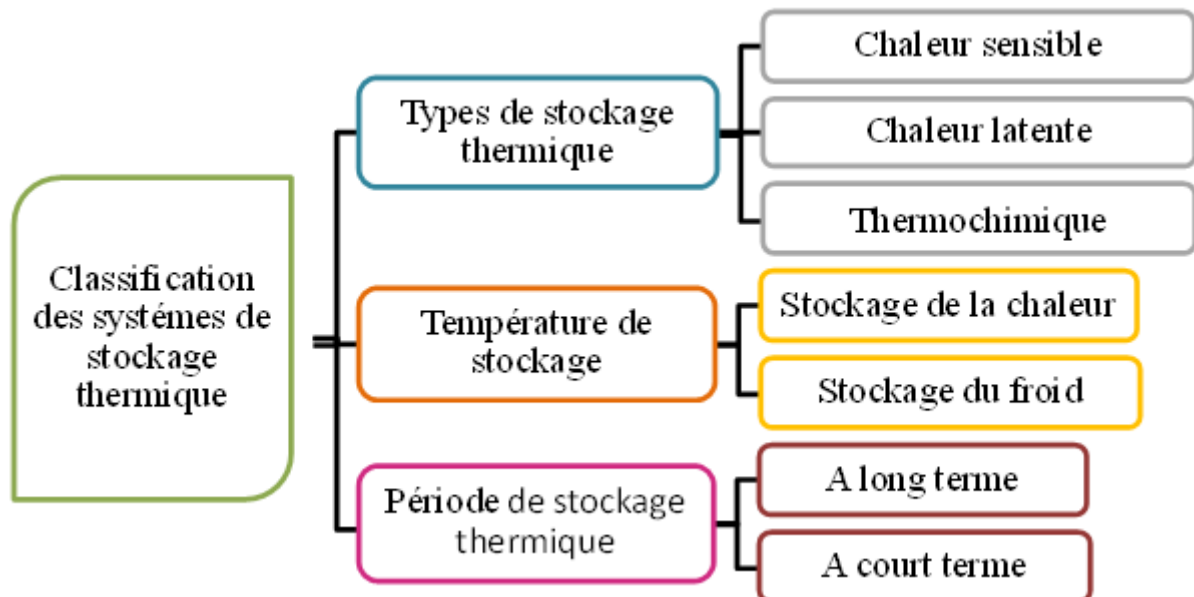 Classification
des systémes de
stockage
thermique
Types de stockage
thermique
Chaleur sensible
Chaleur latente
Thermochimique
Température de
stockage
Stockage de la chaleur
Stockage du froid
Période de stockage
thermique
A long terme
A court terme